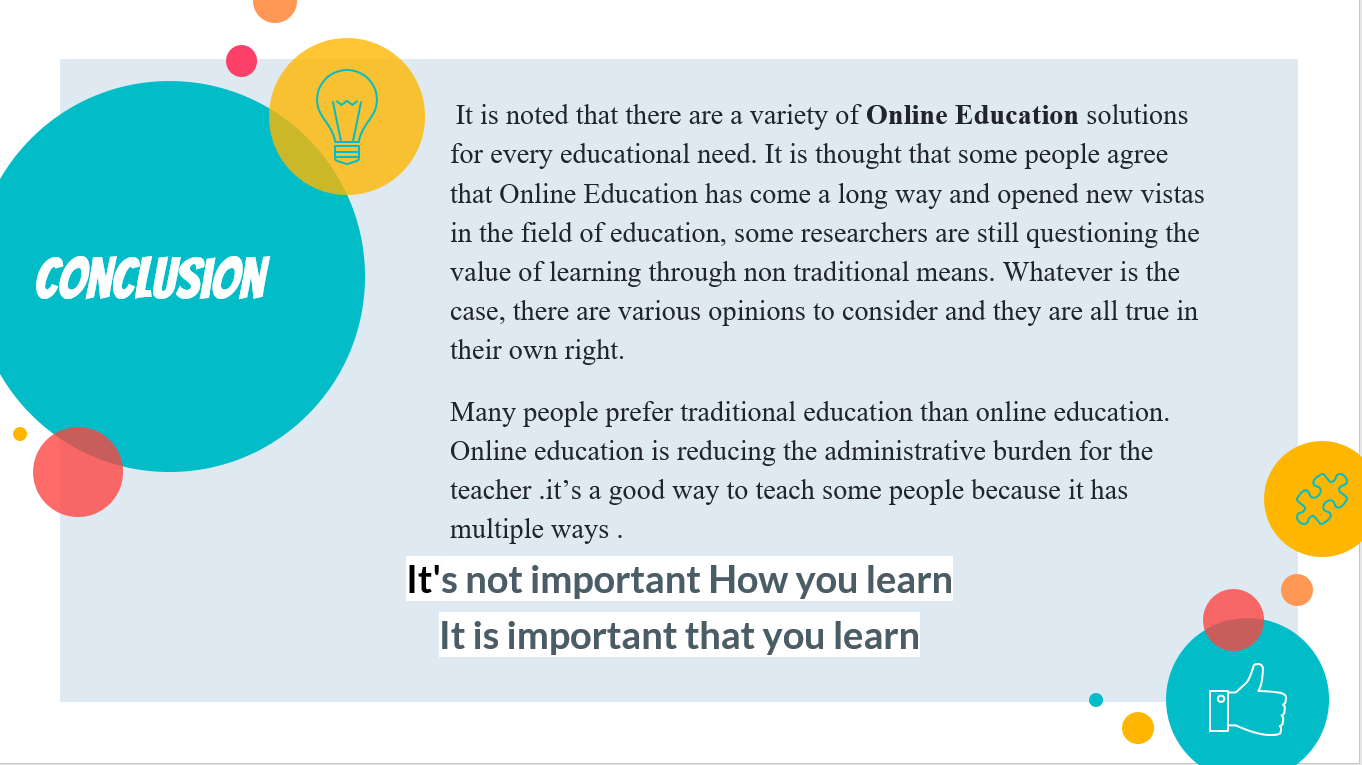 CONCLUSION
It is noted that there are a variety of Online Education solutions
for every educational need. It is thought that some people agree
that Online Education has come a long way and opened new vistas
in the field of education, some researchers are still questioning the
value of learning through non traditional means. Whatever is the
case, there are various opinions to consider and they are all true in
their own right.
Many people prefer traditional education than online education.
Online education is reducing the administrative burden for the
teacher .it’s a good way to teach some people because it has
multiple ways .
It's not important How you learn
It is important that you learn